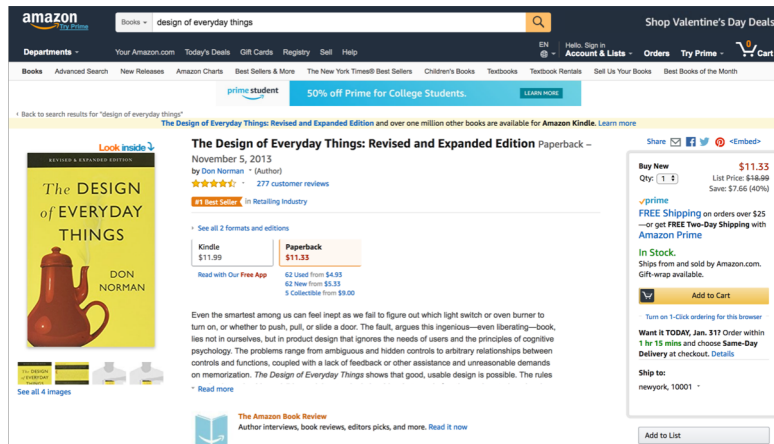 amazon
Try Prime
Books
design of everyday things
Shop Valentine's Day Deals
Departments
Your Amazon.com Today's Deals Gift Cards Registry Sell Help
EN
Hello. Sign in
Account & Lists
Orders
Try Prime
0
Cart
Books Advanced Search New Releases Amazon Charts Best Sellers & More The New York Times® Best Sellers Children's Books Textbooks Textbook Rentals Sell Us Your Books Best Books of the Month
prime student
50% off Prime for College Students.
LEARN MORE
‹ Back to search results for "design of everyday things"
The Design of Everyday Things: Revised and Expanded Edition and over one million other books are available for Amazon Kindle. Learn more
Look inside
REVISED & EXPANDED EDITION
The DESIGN
of EVERYDAY
THINGS
DON
NORMAN
The DESIGN
of EVERYDAY
THINGS
See all 4 images
The Design of Everyday Things: Revised and Expanded Edition Paperback –
November 5, 2013
by Don Norman (Author)
277 customer reviews
#1 Best Seller in Retailing Industry
See all 2 formats and editions
Kindle
$11.99
Paperback
$11.33
Read with Our Free App
62 Used from $4.93
62 New from $5.33
5 Collectible from $9.00
Even the smartest among us can feel inept as we fail to figure out which light switch or oven burner to
turn on, or whether to push, pull, or slide a door. The fault, argues this ingenious—even liberating—book,
lies not in ourselves, but in product design that ignores the needs of users and the principles of cognitive
psychology. The problems range from ambiguous and hidden controls to arbitrary relationships between
controls and functions, coupled with a lack of feedback or other assistance and unreasonable demands
on memorization. The Design of Everyday Things shows that good, usable design is possible. The rules
Read more
The Amazon Book Review
Author interviews, book reviews, editors picks, and more. Read it now
Share
<Embed>
Buy New
$11.33
Qty: 1
List Price: $18.99
Save: $7.66 (40%)
prime
FREE Shipping on orders over $25
—or get FREE Two-Day Shipping with
Amazon Prime
In Stock.
Ships from and sold by Amazon.com.
Gift-wrap available.
Add to Cart
Turn on 1-Click ordering for this browser
Want it TODAY, Jan. 31? Order within
1 hr 15 mins and choose Same-Day
Delivery at checkout. Details
Ship to:
newyork, 10001
Add to List